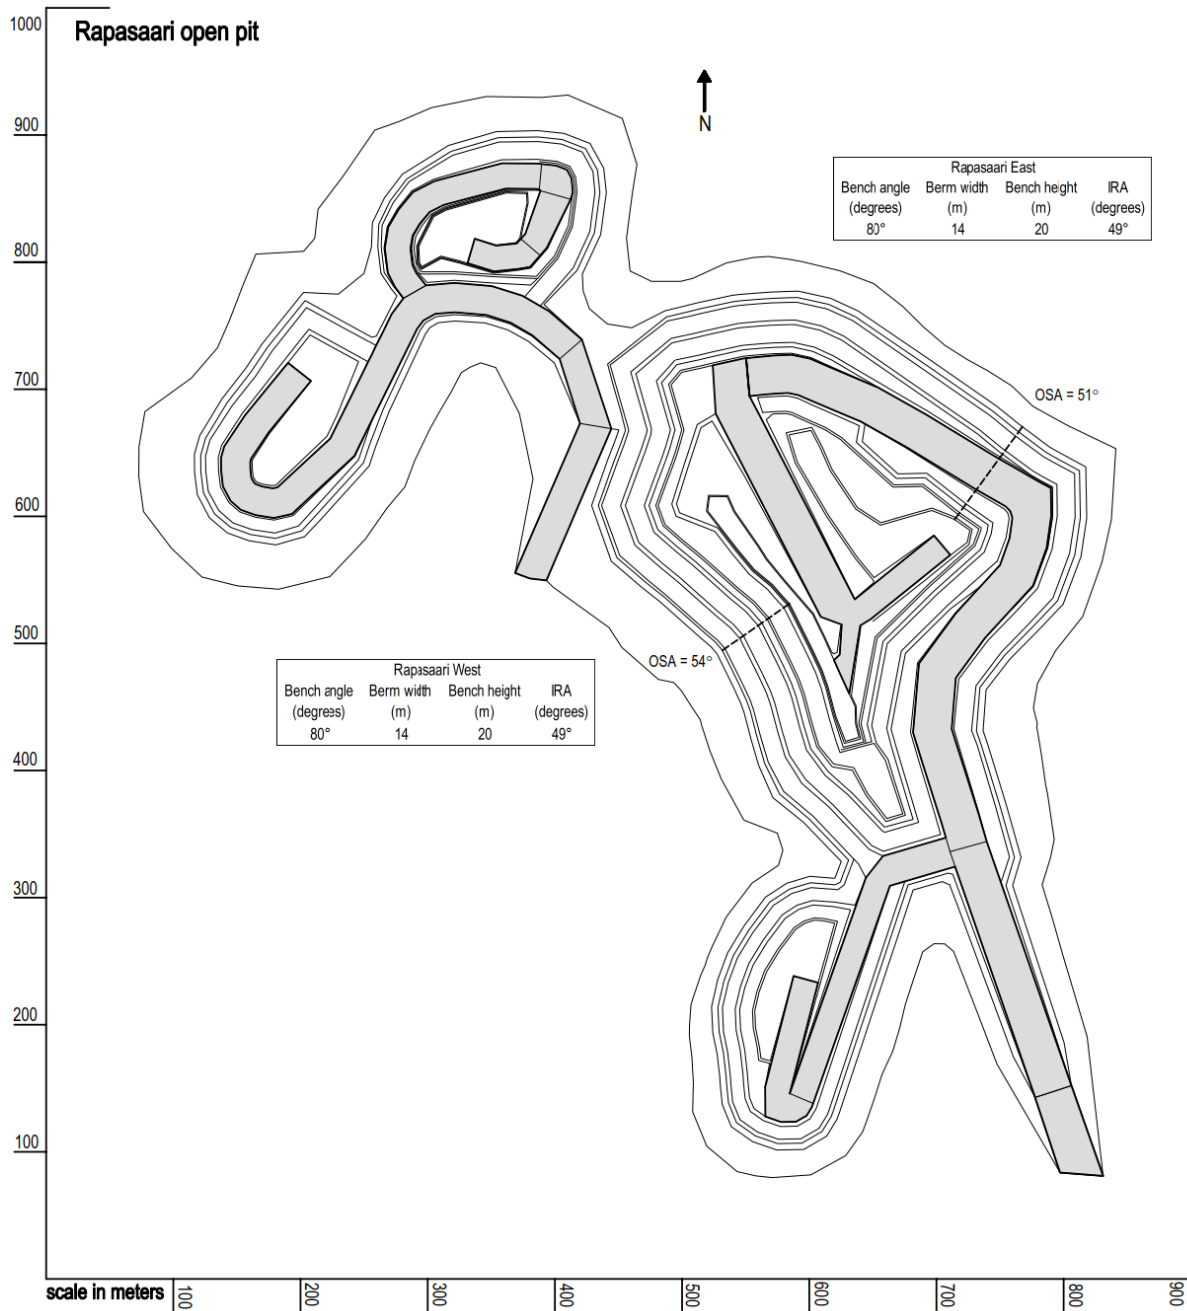 1000
Rapasaari open pit
900
N
Rapasaari East
Bench angle Berm width Bench height IRA
(degrees) (m) (m) (degrees)
80° 14 20 49°
800
700
OSA = 51°
600
500
OSA = 54°
Rapasaari West
Bench angle Berm width Bench height IRA
(degrees) (m) (m) (degrees)
80° 14 20 49°
400
300
200
100
scale in meters 100 200 300 400 500 600 700 800 900